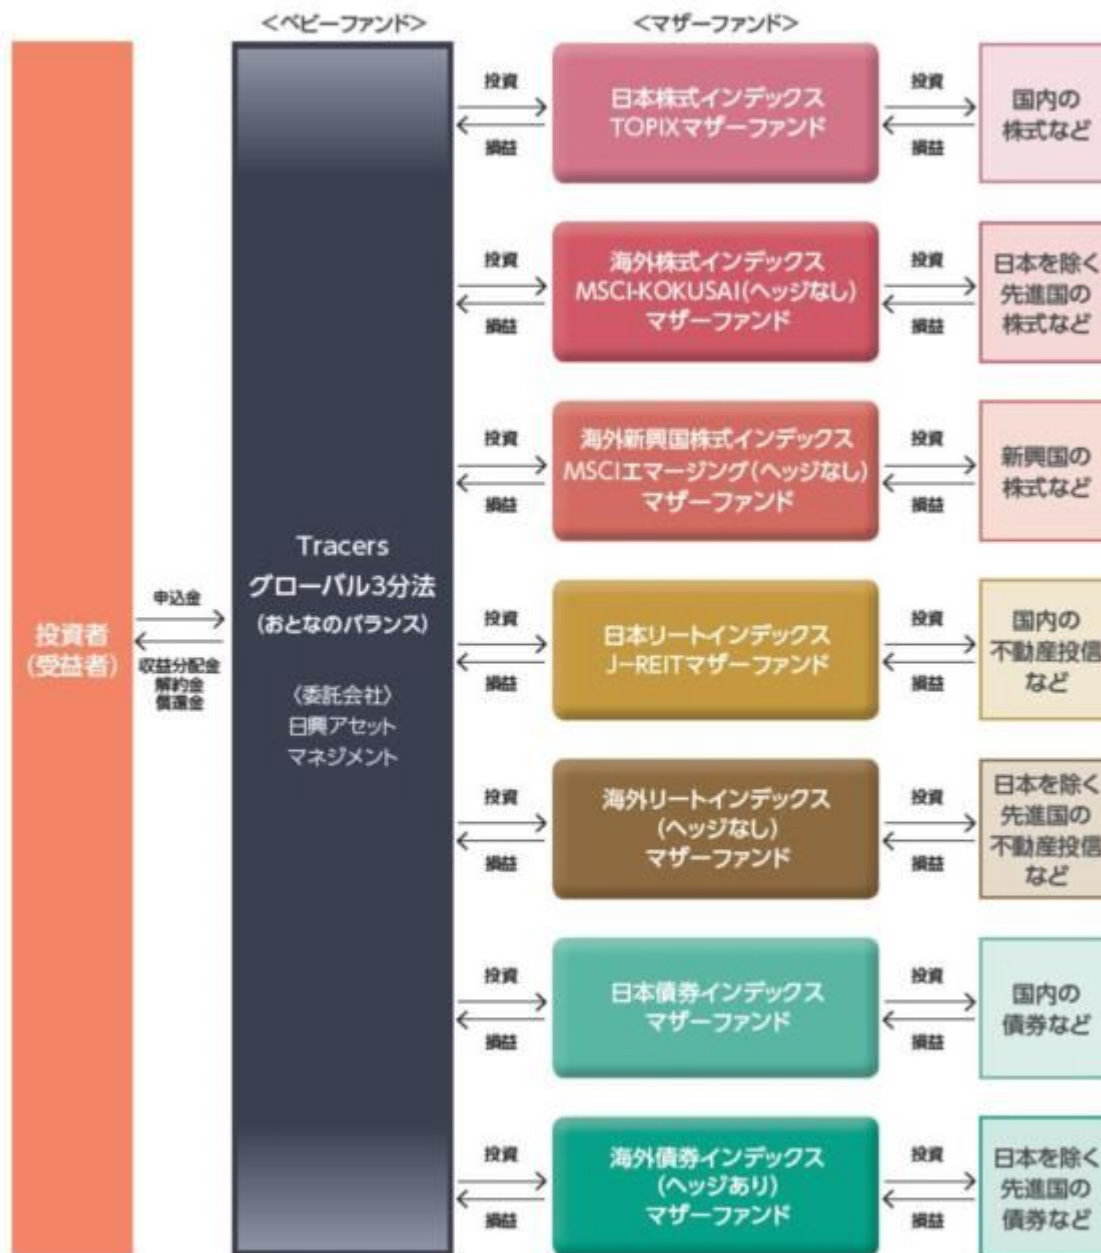 <ベビーファンド>
<マザーファンド>
投資者
(受益者)
申込金
収益分配金
解約金
償還金
Tracers
グローバル3分法
(おとなのバランス)
〈委託会社〉
日興アセット
マネジメント
投資
損益
日本株式インデックス
TOPIXマザーファンド
投資
損益
国内の
株式など
投資
損益
海外株式インデックス
MSCI-KOKUSAI(ヘッジなし)
マザーファンド
投資
損益
日本を除く
先進国の
株式など
投資
損益
海外新興国株式インデックス
MSCIエマージング(ヘッジなし)
マザーファンド
投資
損益
新興国の
株式など
投資
損益
日本リートインデックス
J-REITマザーファンド
投資
損益
国内の
不動産投信
など
投資
損益
海外リートインデックス
(ヘッジなし)
マザーファンド
投資
損益
日本を除く
先進国の
不動産投信
など
投資
損益
日本債券インデックス
マザーファンド
投資
損益
国内の
債券など
投資
損益
海外債券インデックス
(ヘッジあり)
マザーファンド
投資
損益
日本を除く
先進国の
債券など